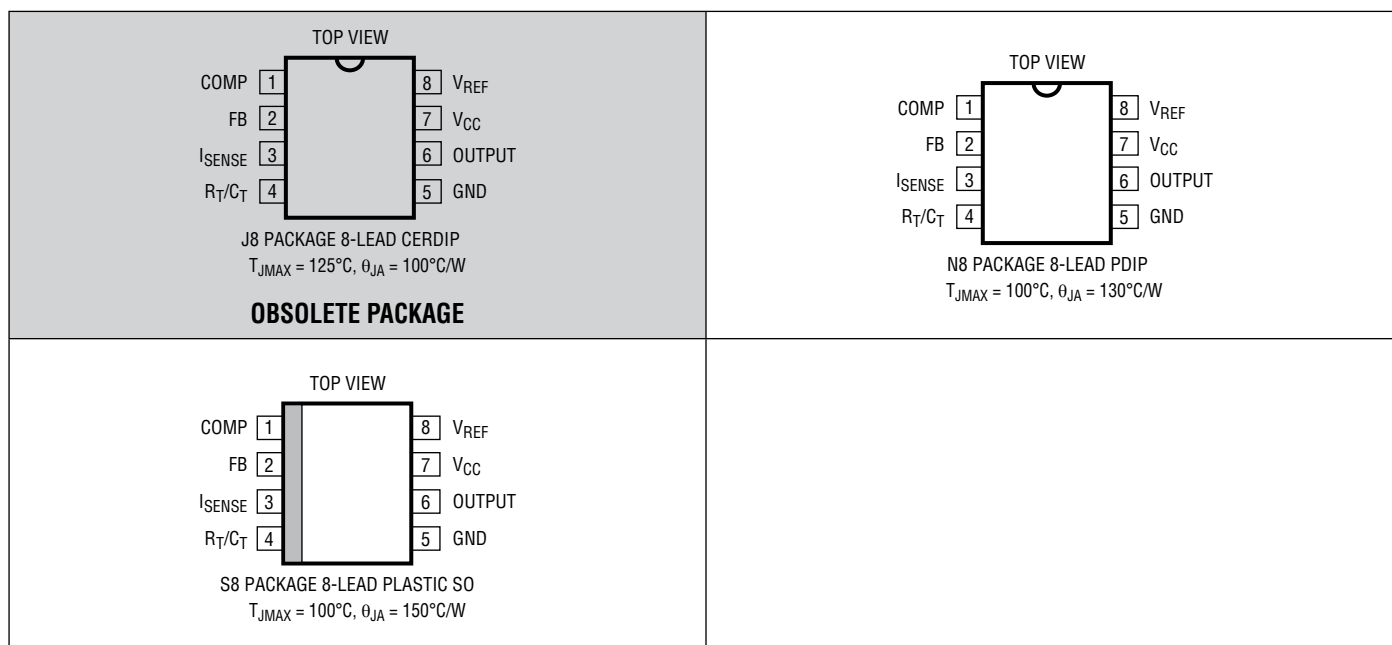 TOP VIEW
COMP 1 8 VREF
FB 2 7 VCC
ISENSE 3 6 OUTPUT
RT/CT 4 5 GND
J8 PACKAGE 8-LEAD CERDIP
TJMAX = 125°C, θJA = 100°C/W
OBSOLETE PACKAGE
TOP VIEW
COMP 1 8 VREF
FB 2 7 VCC
ISENSE 3 6 OUTPUT
RT/CT 4 5 GND
N8 PACKAGE 8-LEAD PDIP
TJMAX = 100°C, θJA = 130°C/W
TOP VIEW
COMP 1 8 VREF
FB 2 7 VCC
ISENSE 3 6 OUTPUT
RT/CT 4 5 GND
S8 PACKAGE 8-LEAD PLASTIC SO
TJMAX = 100°C, θJA = 150°C/W